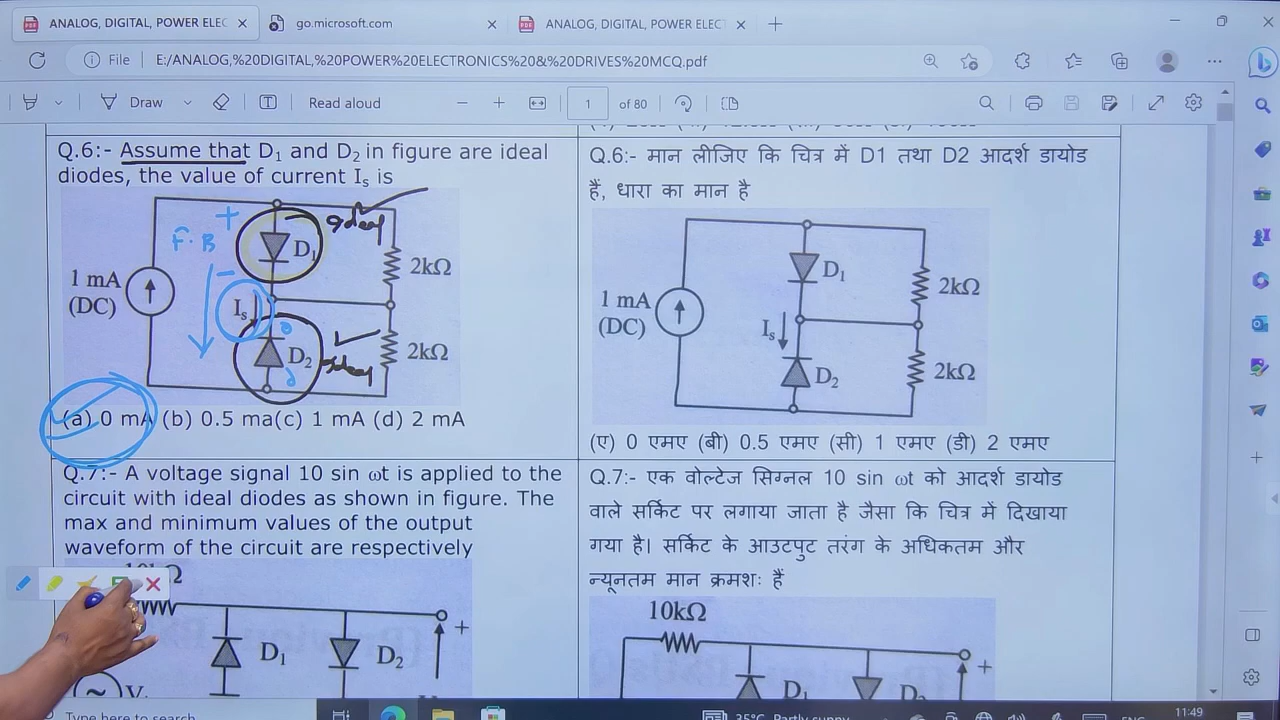 ANALOG, DIGITAL, POWER ELEC
go.microsoft.com
ANALOG, DIGITAL, POWER ELECT
File
E:/ANALOG,%20DIGITAL,%20POWER%20ELECTRONICS%20&%20DRIVES%20MCQ.pdf
Draw
Read aloud
1
of 80
Q.6:- Assume that D1 and D2 in figure are ideal
diodes, the value of current Is is
+
F.B
ideal
D1
−
1 mA
(DC)
2kΩ
Is
D2
ideal
2kΩ
(a) 0 mA (b) 0.5 ma(c) 1 mA (d) 2 mA
Q.6:- मान लीजिए कि चित्र में D1 तथा D2 आदर्श डायोड
हैं, धारा का मान है
D1
2kΩ
1 mA
(DC)
Is
D2
2kΩ
(ए) 0 एमए (बी) 0.5 एमए (सी) 1 एमए (डी) 2 एमए
Q.7:- A voltage signal 10 sin ωt is applied to the
circuit with ideal diodes as shown in figure. The
max and minimum values of the output
waveform of the circuit are respectively
D1
D2
+
Q.7:- एक वोल्टेज सिग्नल 10 sin ωt को आदर्श डायोड
वाले सर्किट पर लगाया जाता है जैसा कि चित्र में दिखाया
गया है। सर्किट के आउटपुट तरंग के अधिकतम और
न्यूनतम मान क्रमशः हैं
10kΩ
+
Type here to search
35°C Partly sunny
ENG
11:49